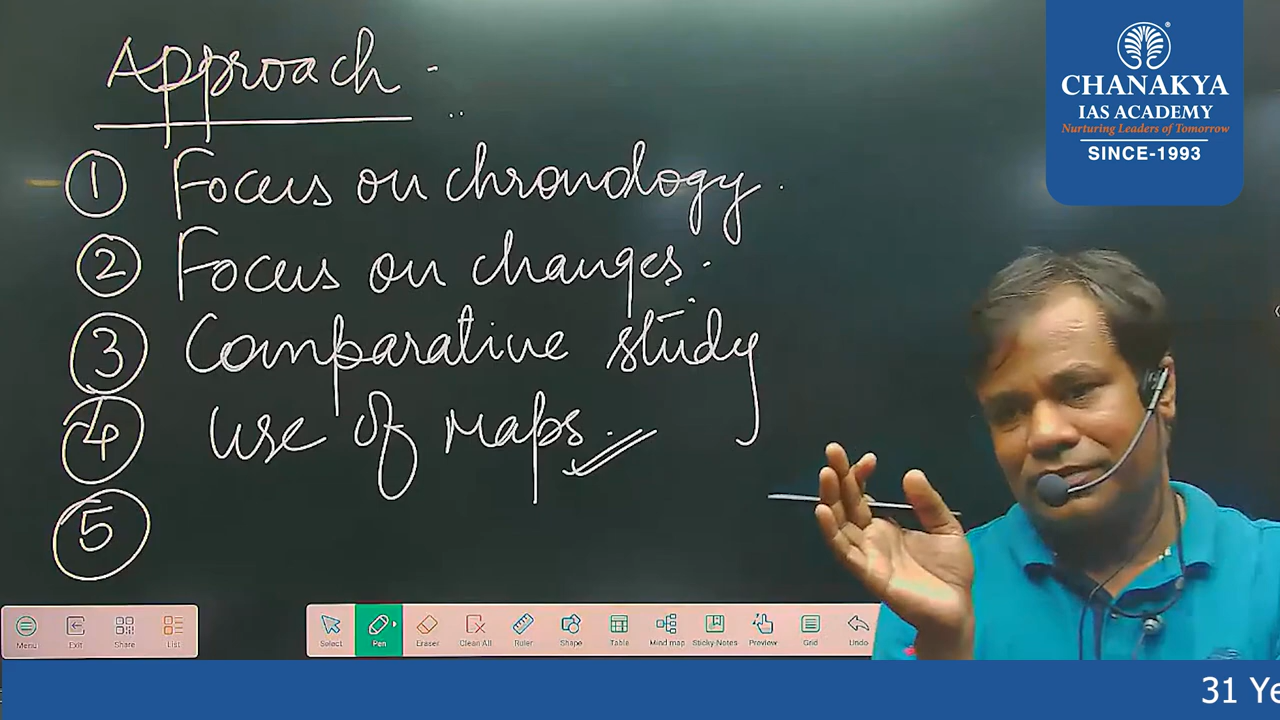 Approach -
CHANAKYA
IAS ACADEMY
Nurturing Leaders of Tomorrow
SINCE-1993
① Focus on chronology.
② Focus on changes.
③ Comparative study
④ Use of Maps.
⑤
Menu Exit Share List Select Pen Eraser Clean All Ruler Shape Table Mind map Sticky Notes Preview Grid Undo
31 Ye